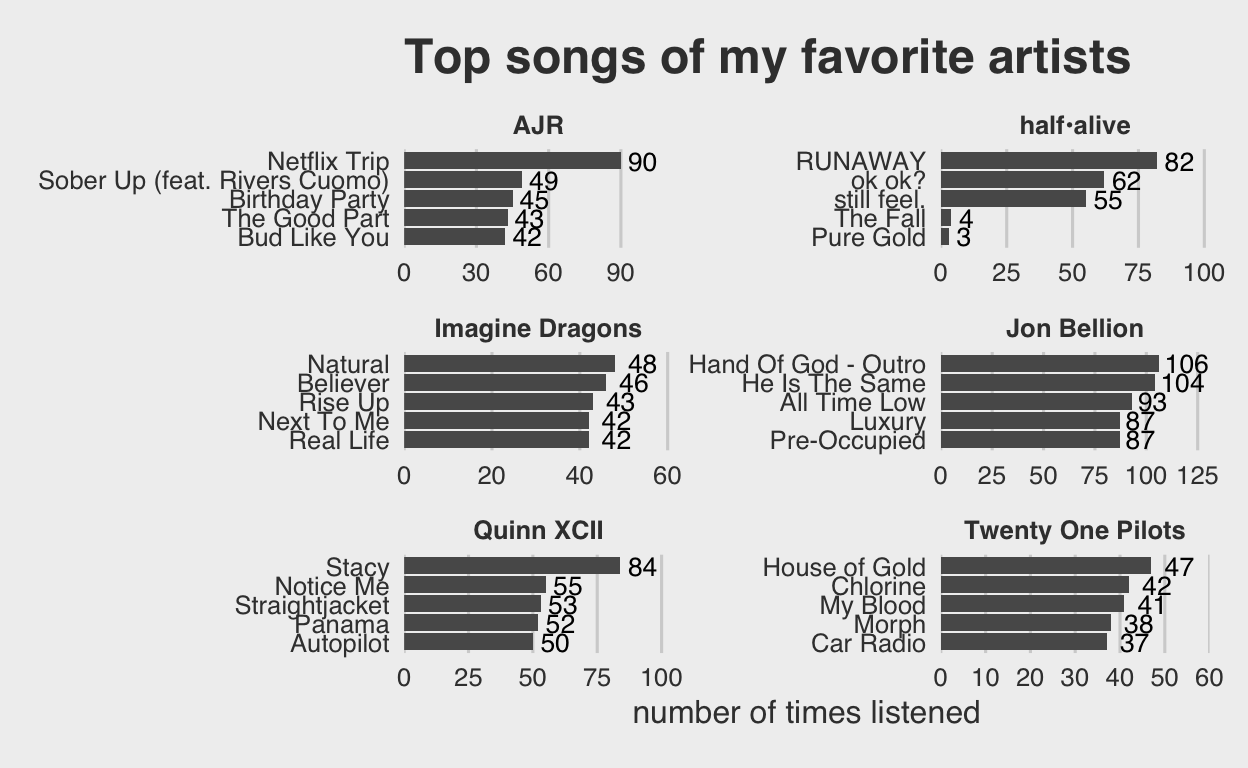 Top songs of my favorite artists
AJR
Netflix Trip 90
Sober Up (feat. Rivers Cuomo) 49
Birthday Party 45
The Good Part 43
Bud Like You 42
0 30 60 90
half•alive
RUNAWAY 82
ok ok? 62
still feel. 55
The Fall 4
Pure Gold 3
0 25 50 75 100
Imagine Dragons
Natural 48
Believer 46
Rise Up 43
Next To Me 42
Real Life 42
0 20 40 60
Jon Bellion
Hand Of God - Outro 106
He Is The Same 104
All Time Low 93
Luxury 87
Pre-Occupied 87
0 25 50 75 100 125
Quinn XCII
Stacy 84
Notice Me 55
Straightjacket 53
Panama 52
Autopilot 50
0 25 50 75 100
Twenty One Pilots
House of Gold 47
Chlorine 42
My Blood 41
Morph 38
Car Radio 37
0 10 20 30 40 50 60
number of times listened